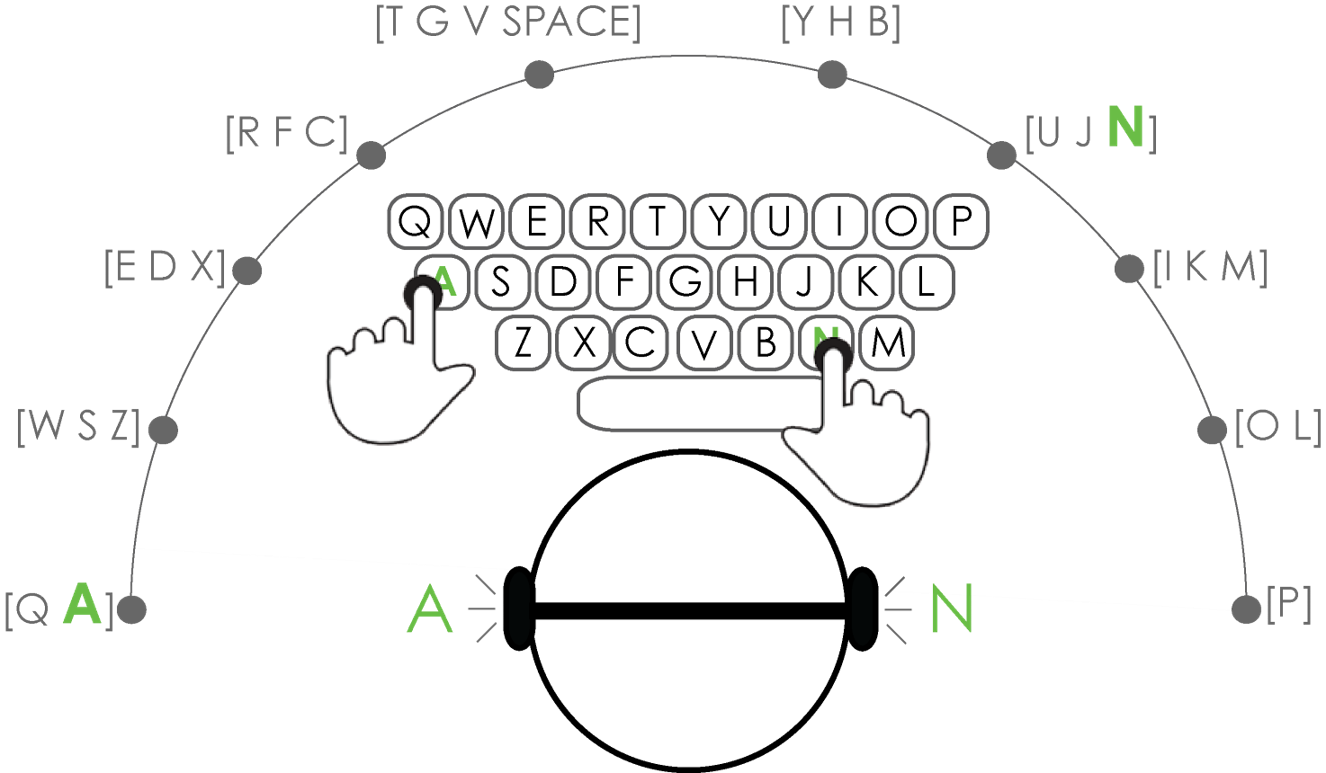 [T G V SPACE] [Y H B]
[R F C] [U J N]
[E D X] [I K M]
Q W E R T Y U I O P
A S D F G H J K L
Z X C V B N M
[W S Z] [O L]
[Q A] [P]
A N